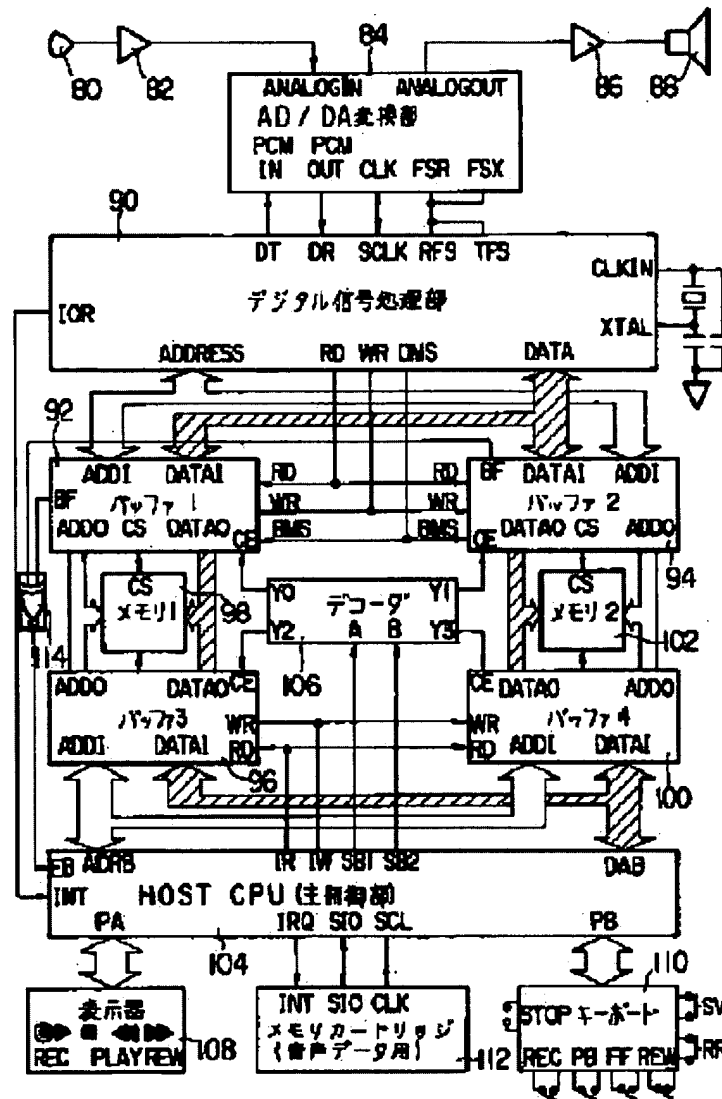 84
80 82 86 88
ANALOGIN ANALOGOUT
AD/DA変換部
PCM PCM
IN OUT CLK FSR FSX
90
DT DR SCLK RFS TFS
CLKIN
デジタル信号処理部
IOR
XTAL
ADDRESS RD WR DMS DATA
92
ADDI DATAI RD RD BF DATAI ADDI
BF バッファ1 WR WR バッファ2
ADDO CS DATAO BMS BMS DATAO CS ADDO
CE CE
94
CS CS
メモリ1 98 Y0 デコーダ Y1 メモリ2
Y2 A B Y3 102
114
106
ADDO DATAO CE CE DATAO ADDO
バッファ3 WR WR バッファ4
ADDI DATAI RD RD ADDI DATAI
96 100
EB ADRB IR IW SB1 SB2 DAB
INT HOST CPU (主制御部)
PA IRQ SIO SCL PB
104 110
表示器 INT SIO CLK STOP キーボード SV
メモリカートリッジ RR
REC PLAY REW (音声データ用) REC PB FF REW
108 112